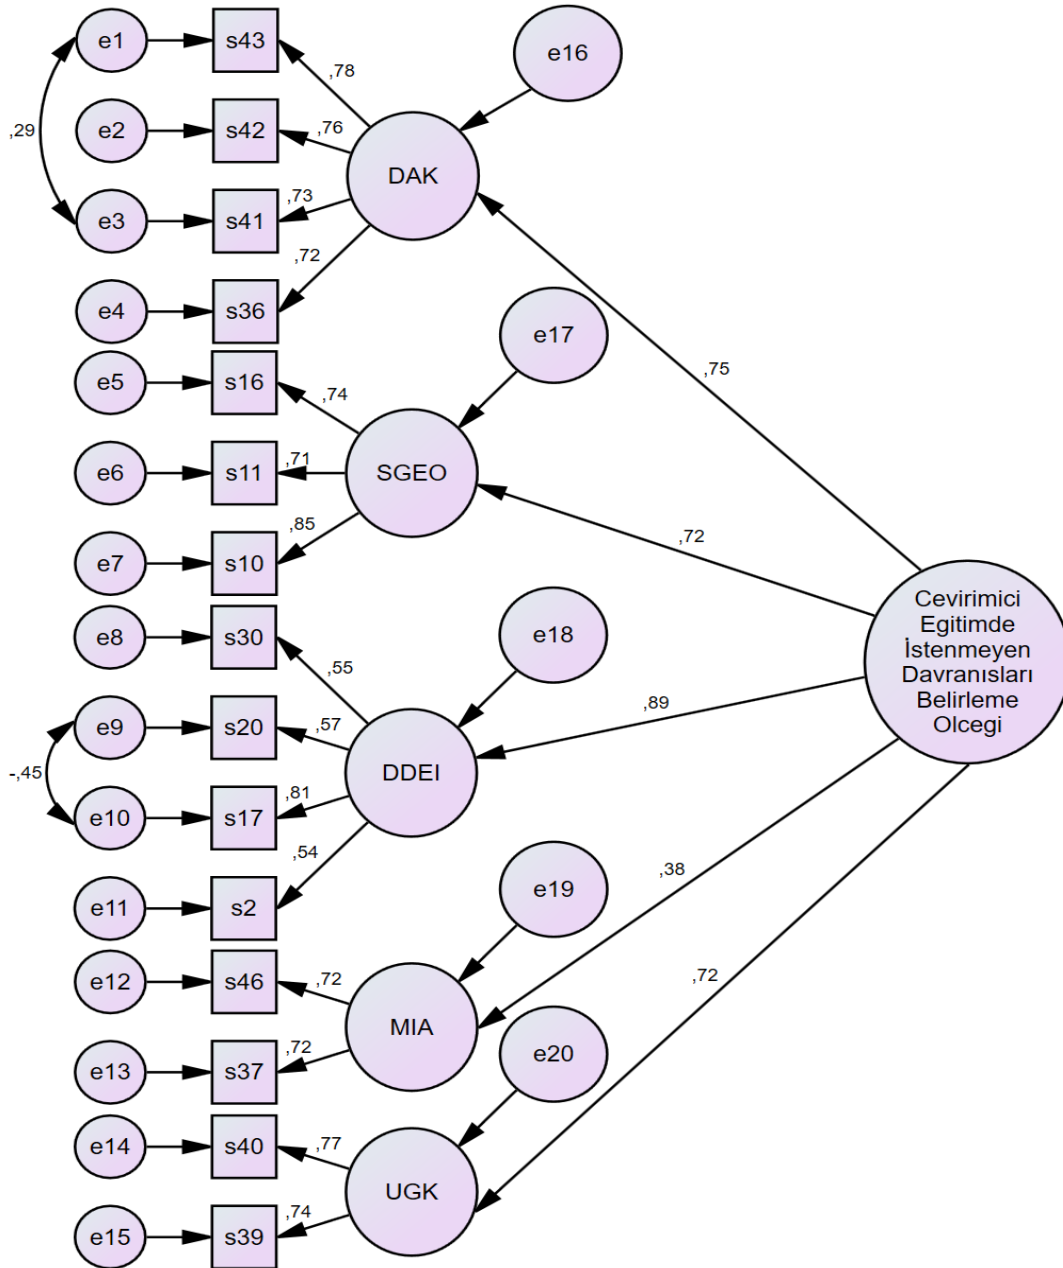 e1
s43
e16
,78
e2
s42
,76
DAK
,29
,73
e3
s41
,72
e4
s36
e17
e5
s16
,74
,75
e6
s11
,71
SGEO
,85
,72
e7
s10
e8
s30
e18
,55
Cevirimici
Egitimde
İstenmeyen
Davranısları
Belirleme
Olcegi
e9
s20
,57
,89
-,45
DDEI
,81
e10
s17
,54
e11
s2
e19
,38
e12
s46
,72
,72
MIA
,72
e13
s37
e20
e14
s40
,77
UGK
,74
e15
s39